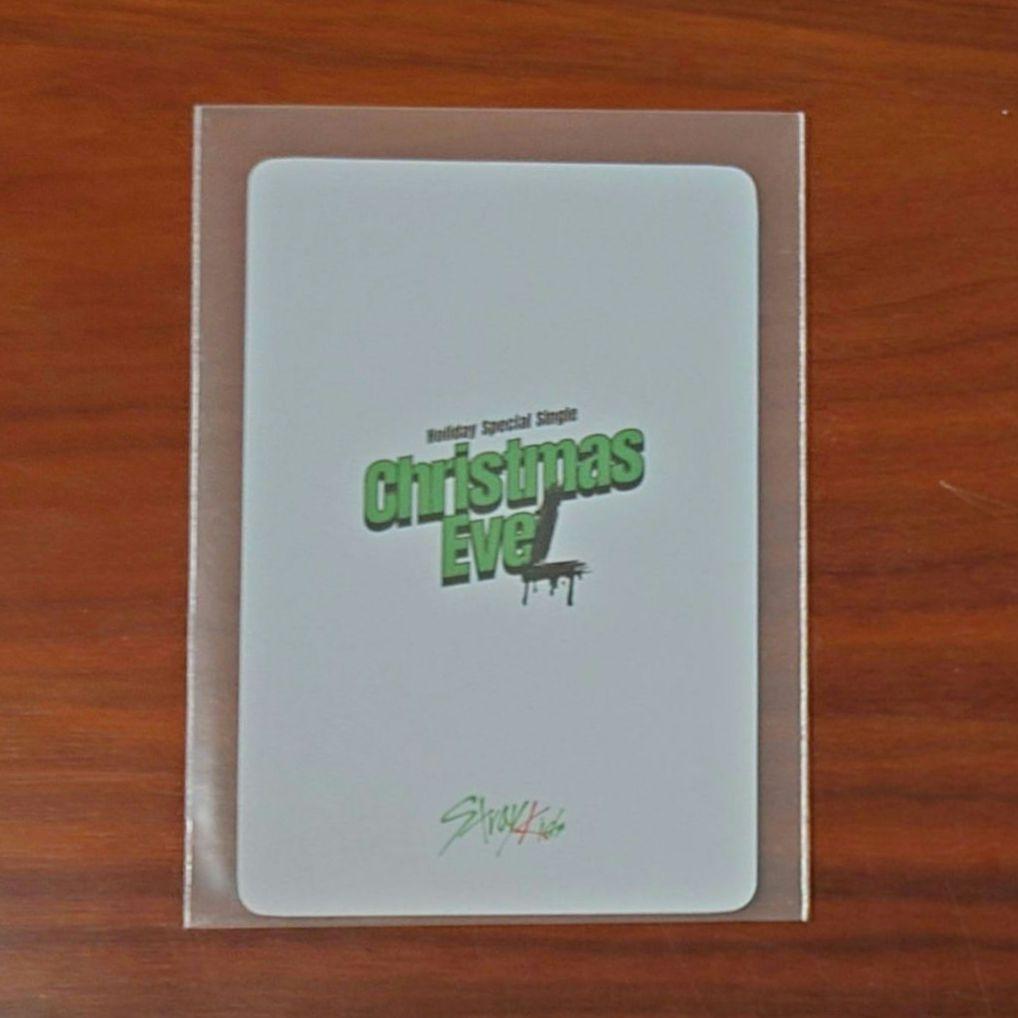 Holiday Special Single
Christmas
EveL
Stray Kids